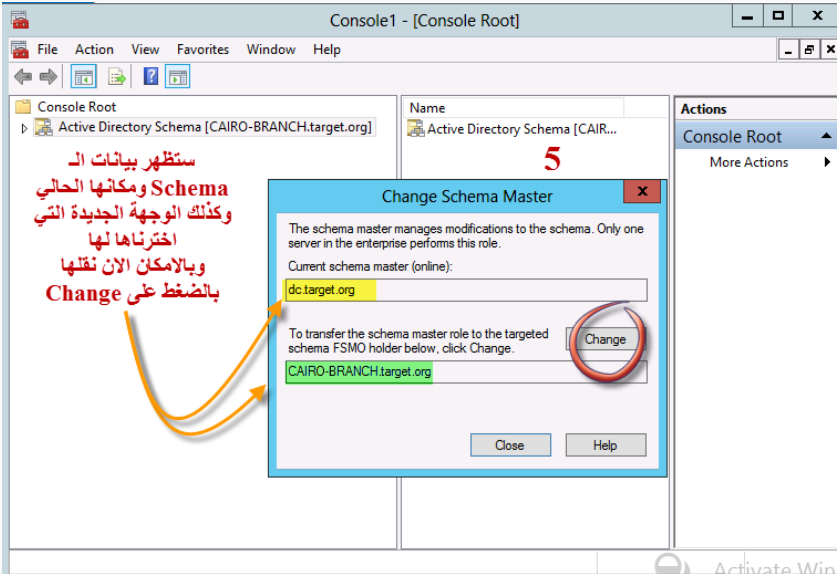 Console1 - [Console Root]
File Action View Favorites Window Help
Console Root
Active Directory Schema [CAIRO-BRANCH.target.org]
Name
Active Directory Schema [CAIR...
Actions
Console Root
More Actions
ستظهر بيانات الـ
Schema ومكانها الحالي
وكذلك الوجهة الجديدة التي
اخترناها لها
وبالامكان الان نقلها
بالضغط على Change
5
Change Schema Master
The schema master manages modifications to the schema. Only one
server in the enterprise performs this role.
Current schema master (online):
dc.target.org
To transfer the schema master role to the targeted
schema FSMO holder below, click Change.
Change
CAIRO-BRANCH.target.org
Close Help
Activate Win